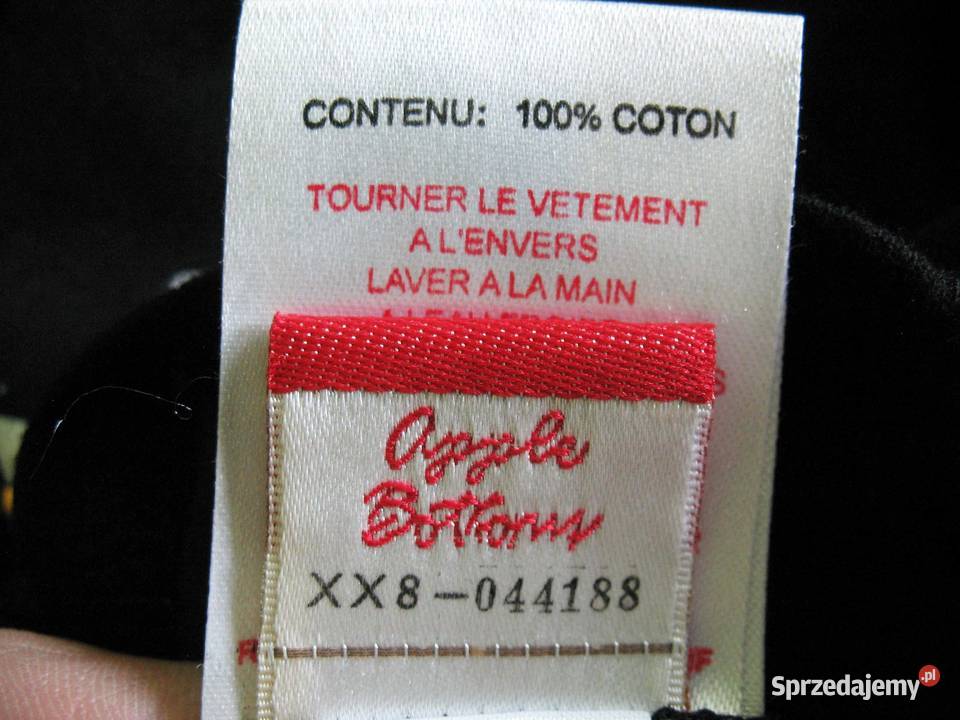 CONTENU: 100% COTON
TOURNER LE VETEMENT
A L'ENVERS
LAVER A LA MAIN
Apple
Bottoms
XX8-044188
Sprzedajemy.pl